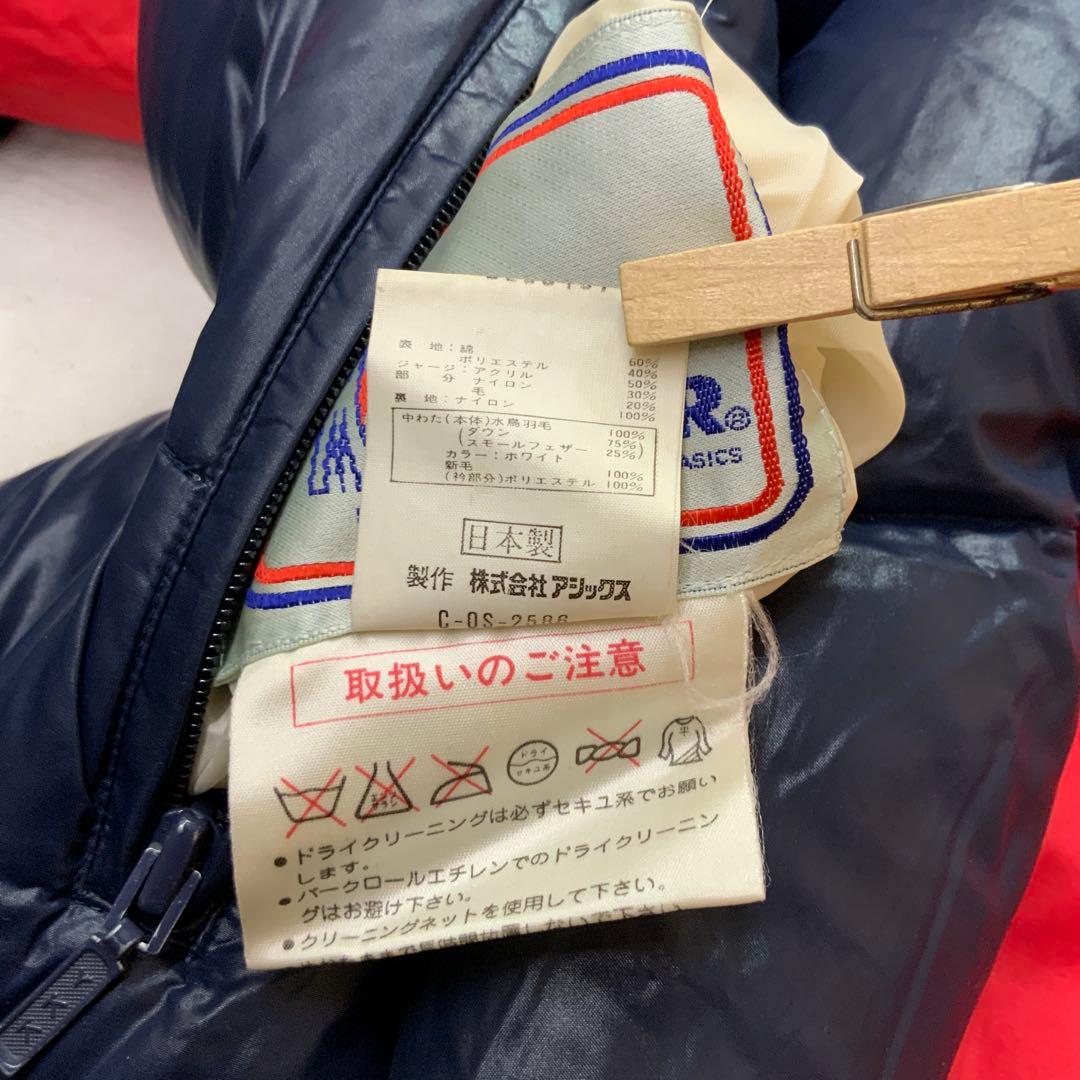 表 地:綿 60%
ポリエステル 40%
ジャージ:アクリル 50%
部 分 ナイロン 30%
毛 20%
裏 地:ナイロン 100%
中わた(本体)水鳥羽毛 100%
(ダウン 75%
(スモールフェザー 25%)
カラー:ホワイト
新毛 100%
(衿部分)ポリエステル 100%
日本製
製作 株式会社アシックス
C-OS-2586
R®
ASICS
取扱いのご注意
ドライ
セキユ系
平
●ドライクリーニングは必ずセキユ系でお願い
します。
●パークロールエチレンでのドライクリーニン
グはお避け下さい。
●クリーニングネットを使用して下さい。